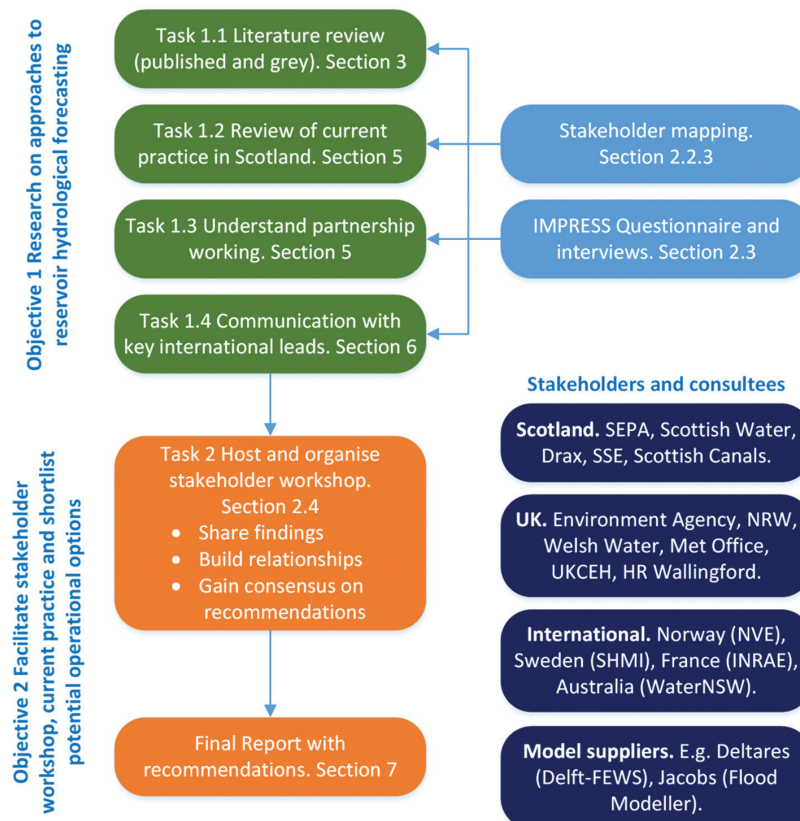 Objective 1 Research on approaches to
reservoir hydrological forecasting
Task 1.1 Literature review
(published and grey). Section 3
Task 1.2 Review of current
practice in Scotland. Section 5
Task 1.3 Understand partnership
working. Section 5
Task 1.4 Communication with
key international leads. Section 6
Stakeholder mapping.
Section 2.2.3
IMPRESS Questionnaire and
interviews. Section 2.3
Objective 2 Facilitate stakeholder
workshop, current practice and shortlist
potential operational options
Task 2 Host and organise
stakeholder workshop.
Section 2.4
• Share findings
• Build relationships
• Gain consensus on
recommendations
Final Report with
recommendations. Section 7
Stakeholders and consultees
Scotland. SEPA, Scottish Water,
Drax, SSE, Scottish Canals.
UK. Environment Agency, NRW,
Welsh Water, Met Office,
UKCEH, HR Wallingford.
International. Norway (NVE),
Sweden (SHMI), France (INRAE),
Australia (WaterNSW).
Model suppliers. E.g. Deltares
(Delft-FEWS), Jacobs (Flood
Modeller).